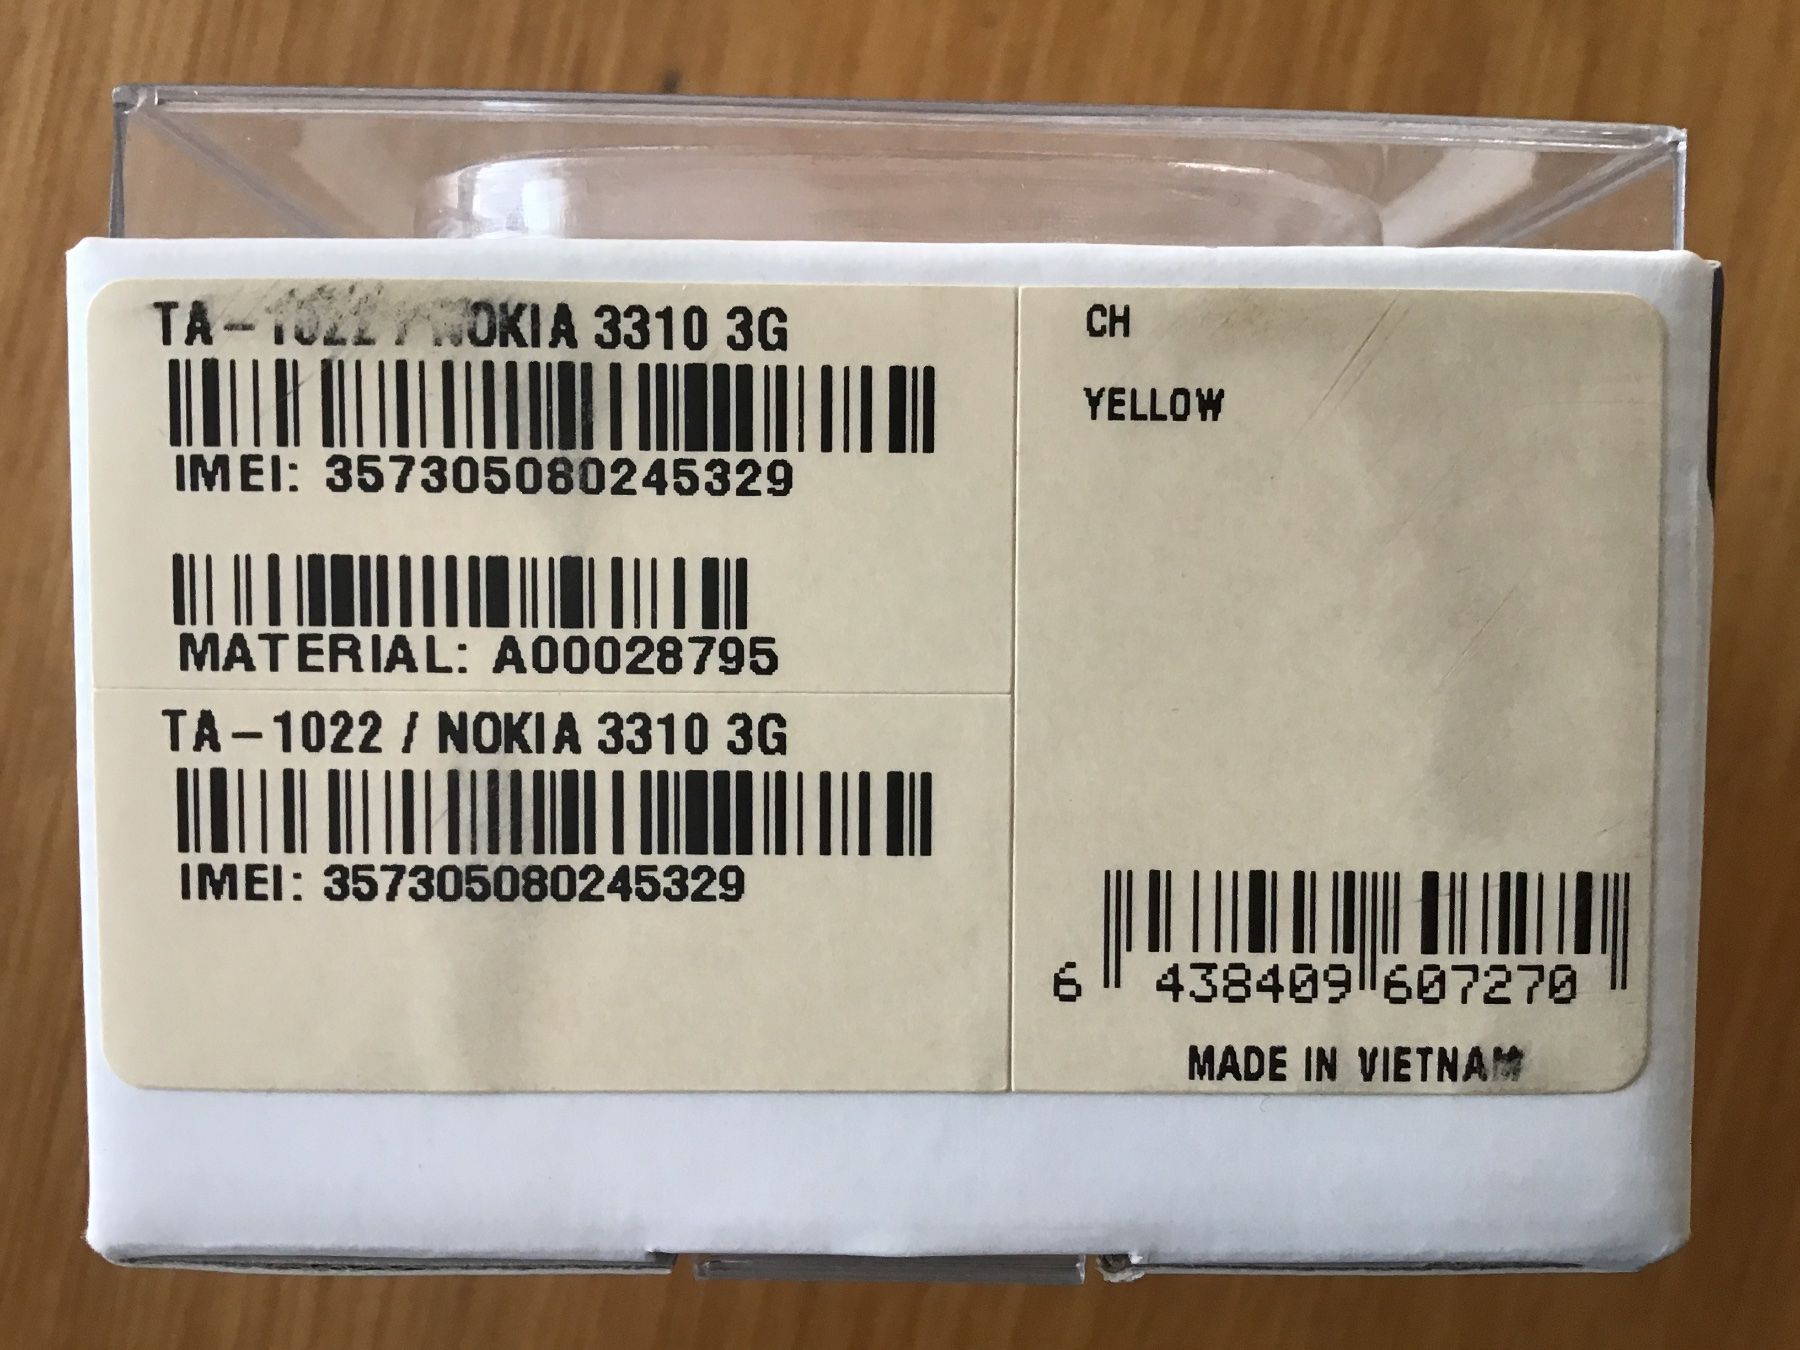 TA-1022 / NOKIA 3310 3G
IMEI: 357305080245329
MATERIAL: A00028795
TA-1022 / NOKIA 3310 3G
IMEI: 357305080245329
CH
YELLOW
6 438409 607270
MADE IN VIETNAM